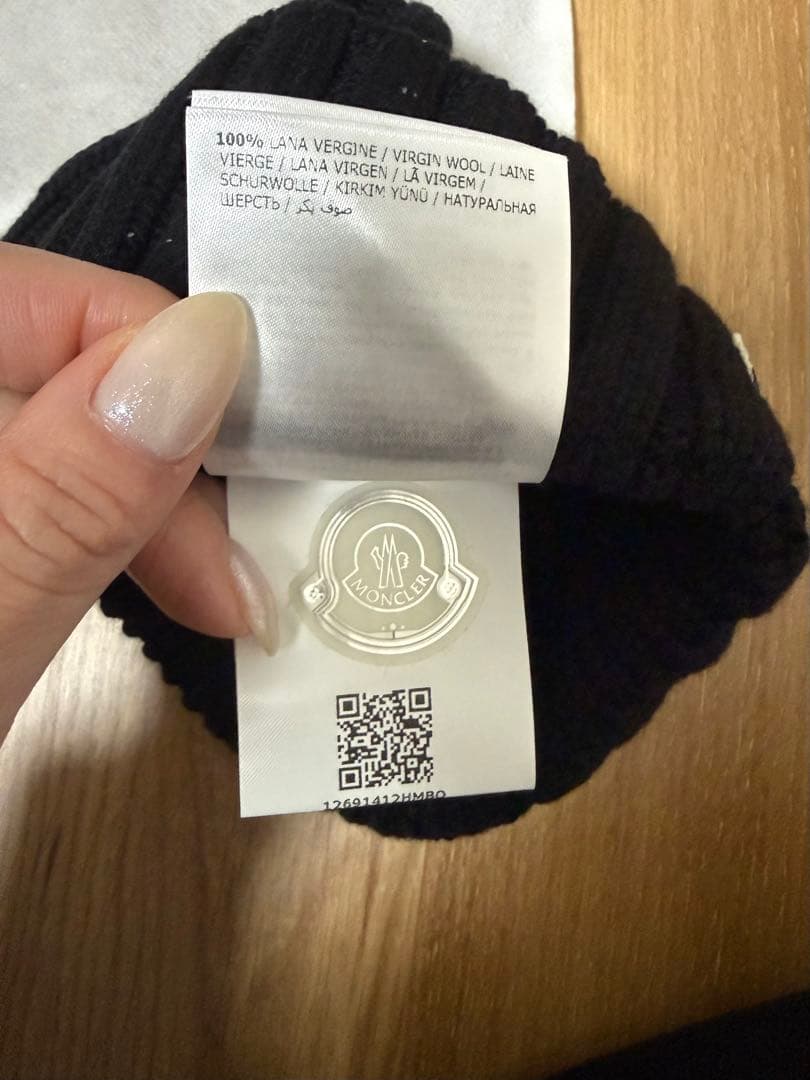 100% LANA VERGINE / VIRGIN WOOL / LAINE
VIERGE / LANA VIRGEN / LÃ VIRGEM /
SCHURWOLLE / KIRKIM YÜNÜ / НАТУРАЛЬНАЯ
ШЕРСТЬ / صوف بكر
MONCLER
12691412HMBO